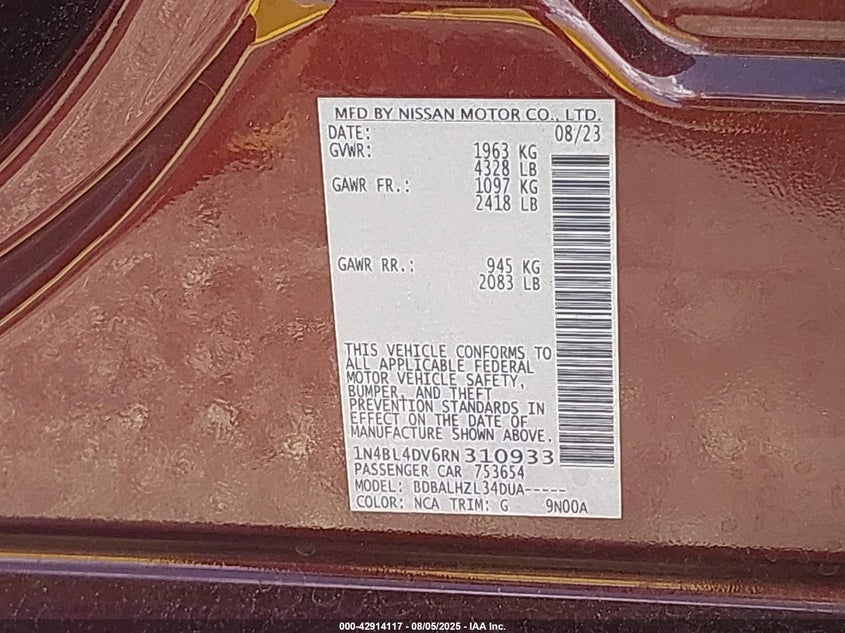 MFD BY NISSAN MOTOR CO., LTD.
DATE: 08/23
GVWR: 1963 KG
4328 LB
GAWR FR.: 1097 KG
2418 LB
GAWR RR.: 945 KG
2083 LB
THIS VEHICLE CONFORMS TO
ALL APPLICABLE FEDERAL
MOTOR VEHICLE SAFETY,
BUMPER, AND THEFT
PREVENTION STANDARDS IN
EFFECT ON THE DATE OF
MANUFACTURE SHOWN ABOVE.
1N4BL4DV6RN310933
PASSENGER CAR 753654
MODEL: BDBALHZL34DUA-----
COLOR: NCA TRIM: G 9N00A
000-42914117 - 08/05/2025 - IAA Inc.